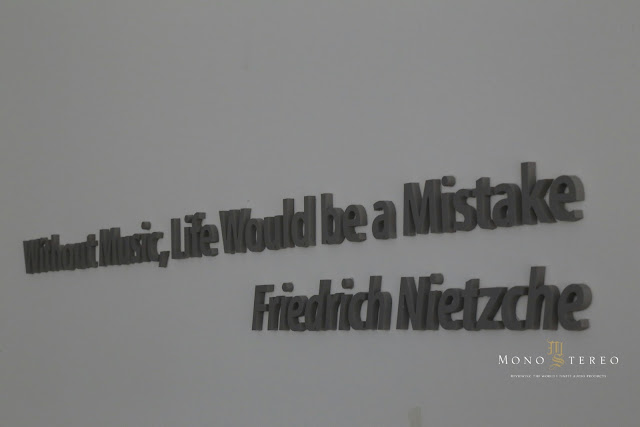 Without Music, Life Would be a Mistake
Friedrich Nietzche
MONO STEREO